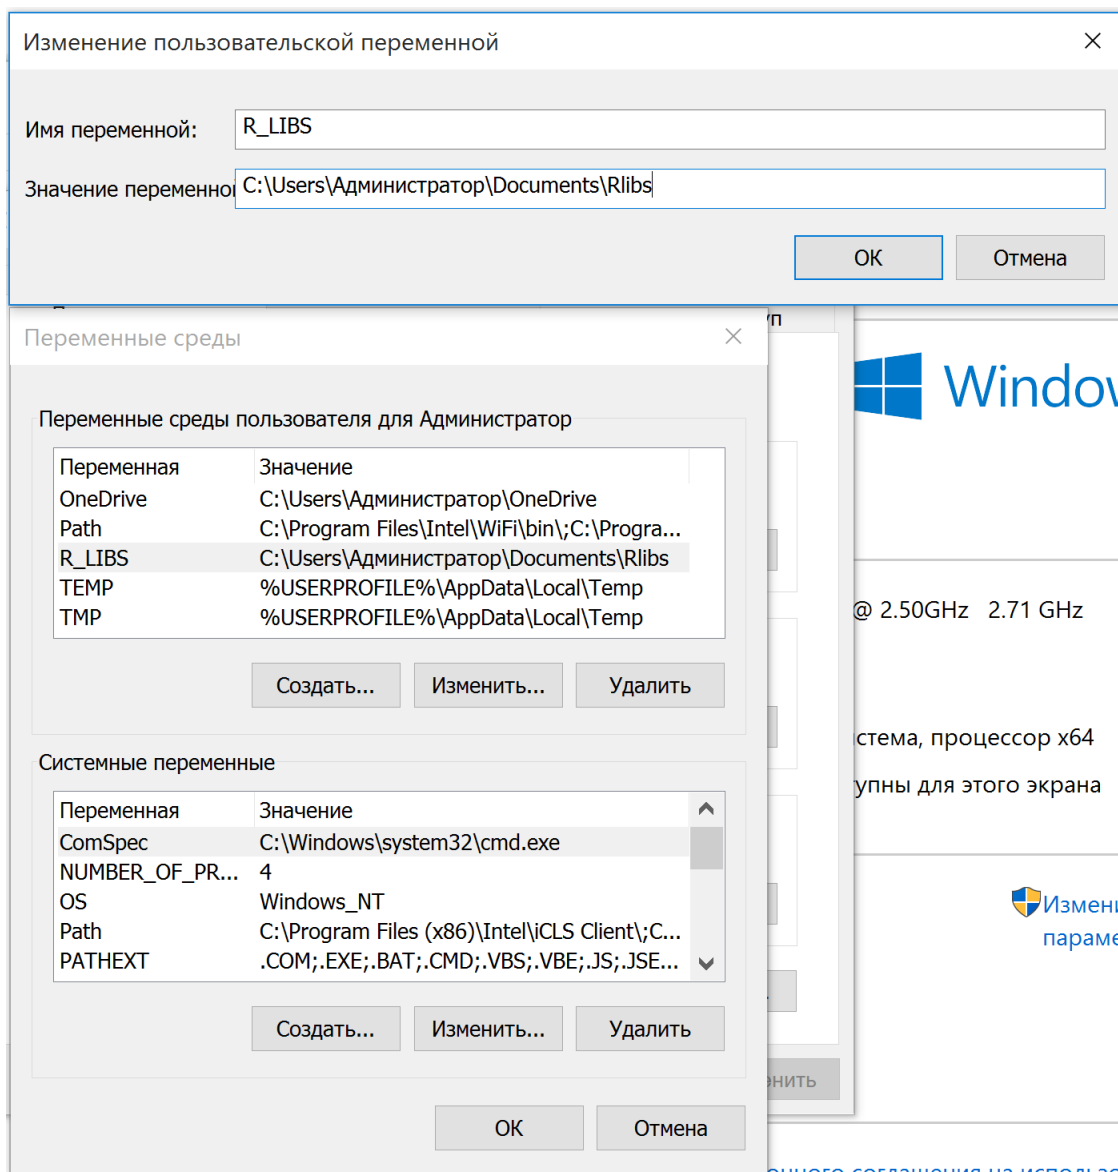 Изменение пользовательской переменной
Имя переменной: R_LIBS
Значение переменной C:\Users\Администратор\Documents\Rlibs
ОК Отмена
Переменные среды
Windov
Переменные среды пользователя для Администратор
Переменная Значение
OneDrive C:\Users\Администратор\OneDrive
Path C:\Program Files\Intel\WiFi\bin\;C:\Progra...
R_LIBS C:\Users\Администратор\Documents\Rlibs
TEMP %USERPROFILE%\AppData\Local\Temp
TMP %USERPROFILE%\AppData\Local\Temp
@ 2.50GHz 2.71 GHz
Создать... Изменить... Удалить
стема, процессор x64
Системные переменные
упны для этого экрана
Переменная Значение
ComSpec C:\Windows\system32\cmd.exe
NUMBER_OF_PR... 4
OS Windows_NT
Path C:\Program Files (x86)\Intel\iCLS Client\;C...
PATHEXT .COM;.EXE;.BAT;.CMD;.VBS;.VBE;.JS;.JSE...
Измени
параме
Создать... Изменить... Удалить
нить
ОК Отмена